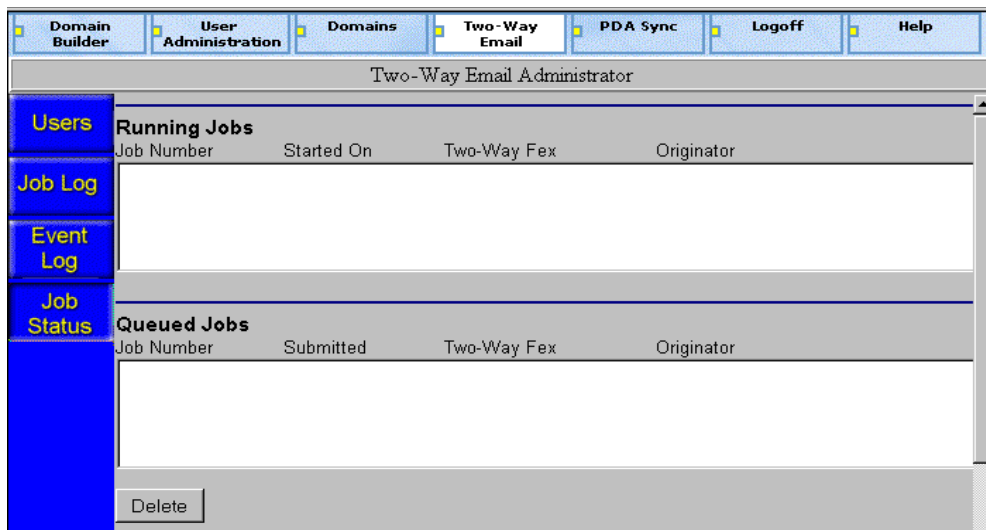 Domain Builder
User Administration
Domains
Two-Way Email
PDA Sync
Logoff
Help
Two-Way Email Administrator
Users
Job Log
Event Log
Job Status
Running Jobs
Job Number Started On Two-Way Fex Originator
Queued Jobs
Job Number Submitted Two-Way Fex Originator
Delete